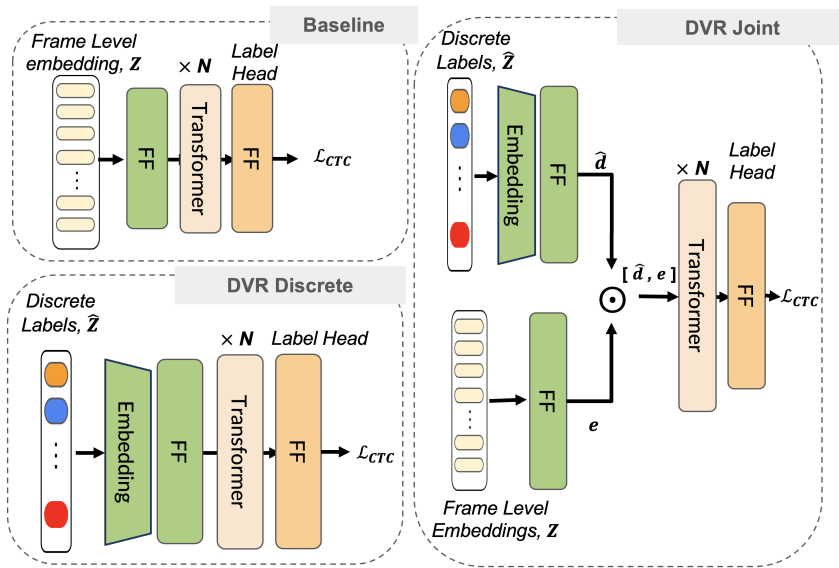 Baseline
Frame Level
embedding, Z
× N
Label
Head
FF
Transformer
FF
ℒCTC
DVR Discrete
Discrete
Labels, Ẑ
× N
Label Head
Embedding
FF
Transformer
FF
ℒCTC
DVR Joint
Discrete
Labels, Ẑ
Embedding
FF
d̂
× N
Label
Head
[ d̂ , e ]
Transformer
FF
ℒCTC
FF
e
Frame Level
Embeddings, Z